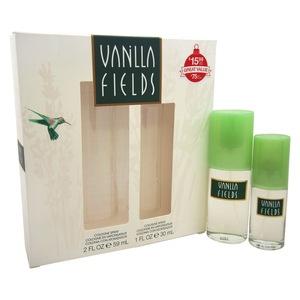 VANILLA
FIELDS
$15
GREAT VALUE
COLOGNE SPRAY
2 FL OZ 59 mL
COLOGNE SPRAY
1 FL OZ 30 mL
VANILLA
FIELDS
VANILLA
FIELDS